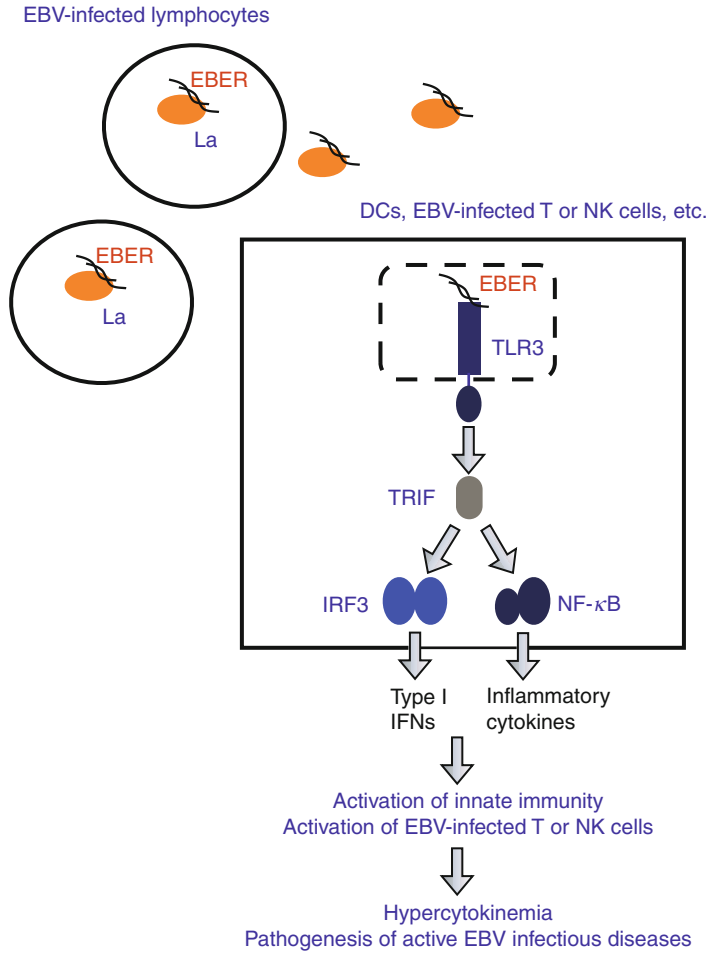 EBV-infected lymphocytes
EBER
La
EBER
La
DCs, EBV-infected T or NK cells, etc.
EBER
TLR3
TRIF
IRF3
NF-κB
Type I
IFNs
Inflammatory
cytokines
Activation of innate immunity
Activation of EBV-infected T or NK cells
Hypercytokinemia
Pathogenesis of active EBV infectious diseases